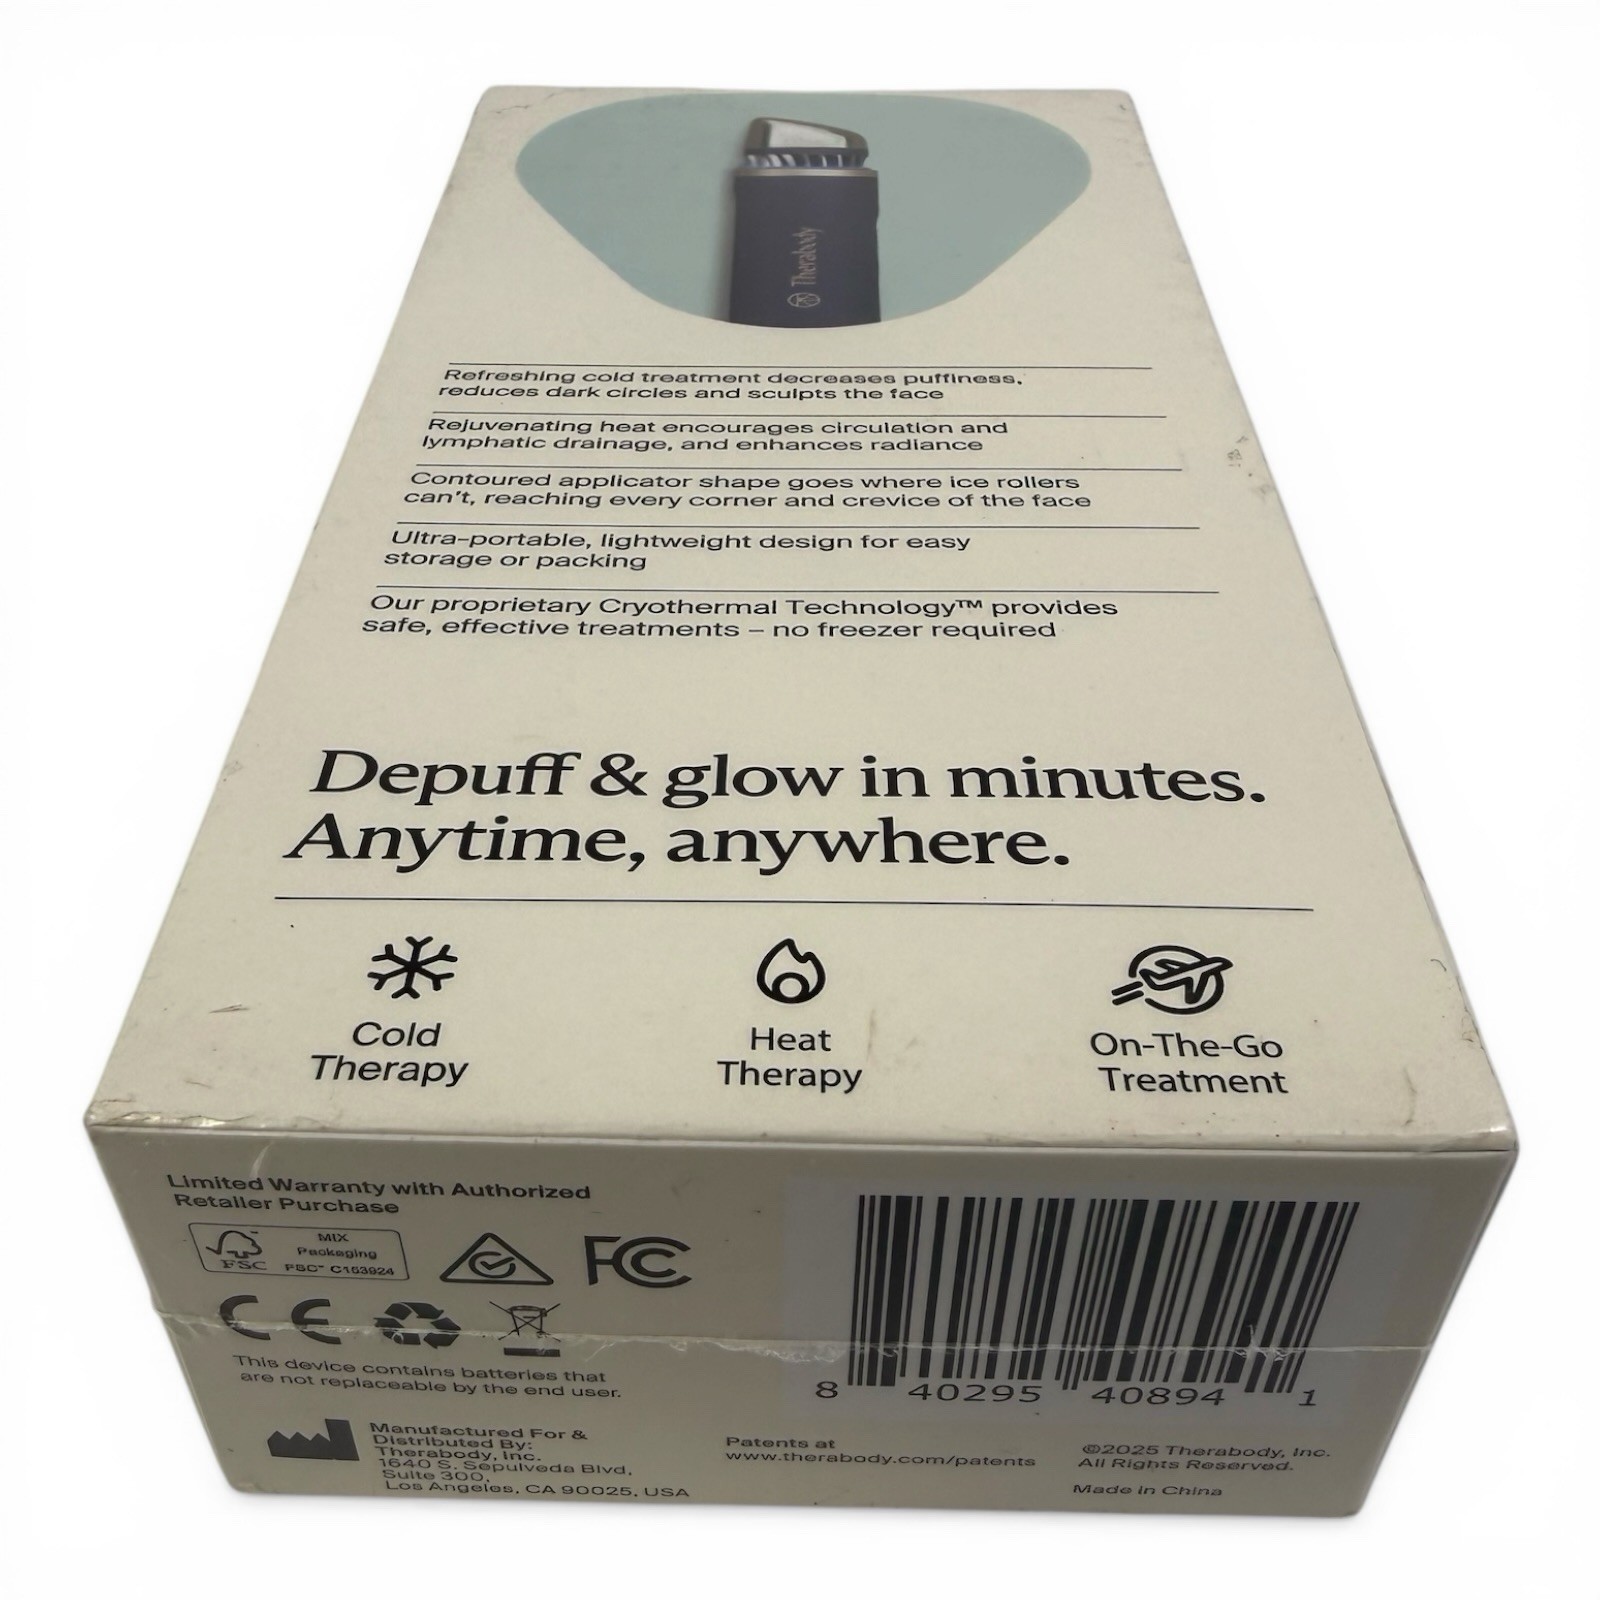 Therabody
Refreshing cold treatment decreases puffiness,
reduces dark circles and sculpts the face
Rejuvenating heat encourages circulation and
lymphatic drainage, and enhances radiance
Contoured applicator shape goes where ice rollers
can't, reaching every corner and crevice of the face
Ultra-portable, lightweight design for easy
storage or packing
Our proprietary Cryothermal Technology™ provides
safe, effective treatments – no freezer required
Depuff & glow in minutes.
Anytime, anywhere.
Cold
Therapy
Heat
Therapy
On-The-Go
Treatment
Limited Warranty with Authorized
Retailer Purchase
FSC
MIX
Packaging
FSC™ C153924
FCC
CE
This device contains batteries that
are not replaceable by the end user.
Manufactured For &
Distributed By:
Therabody, Inc.
1640 S. Sepulveda Blvd,
Suite 300,
Los Angeles, CA 90025, USA
8 40295 40894 1
Patents at
www.therabody.com/patents
©2025 Therabody, Inc.
All Rights Reserved.
Made in China